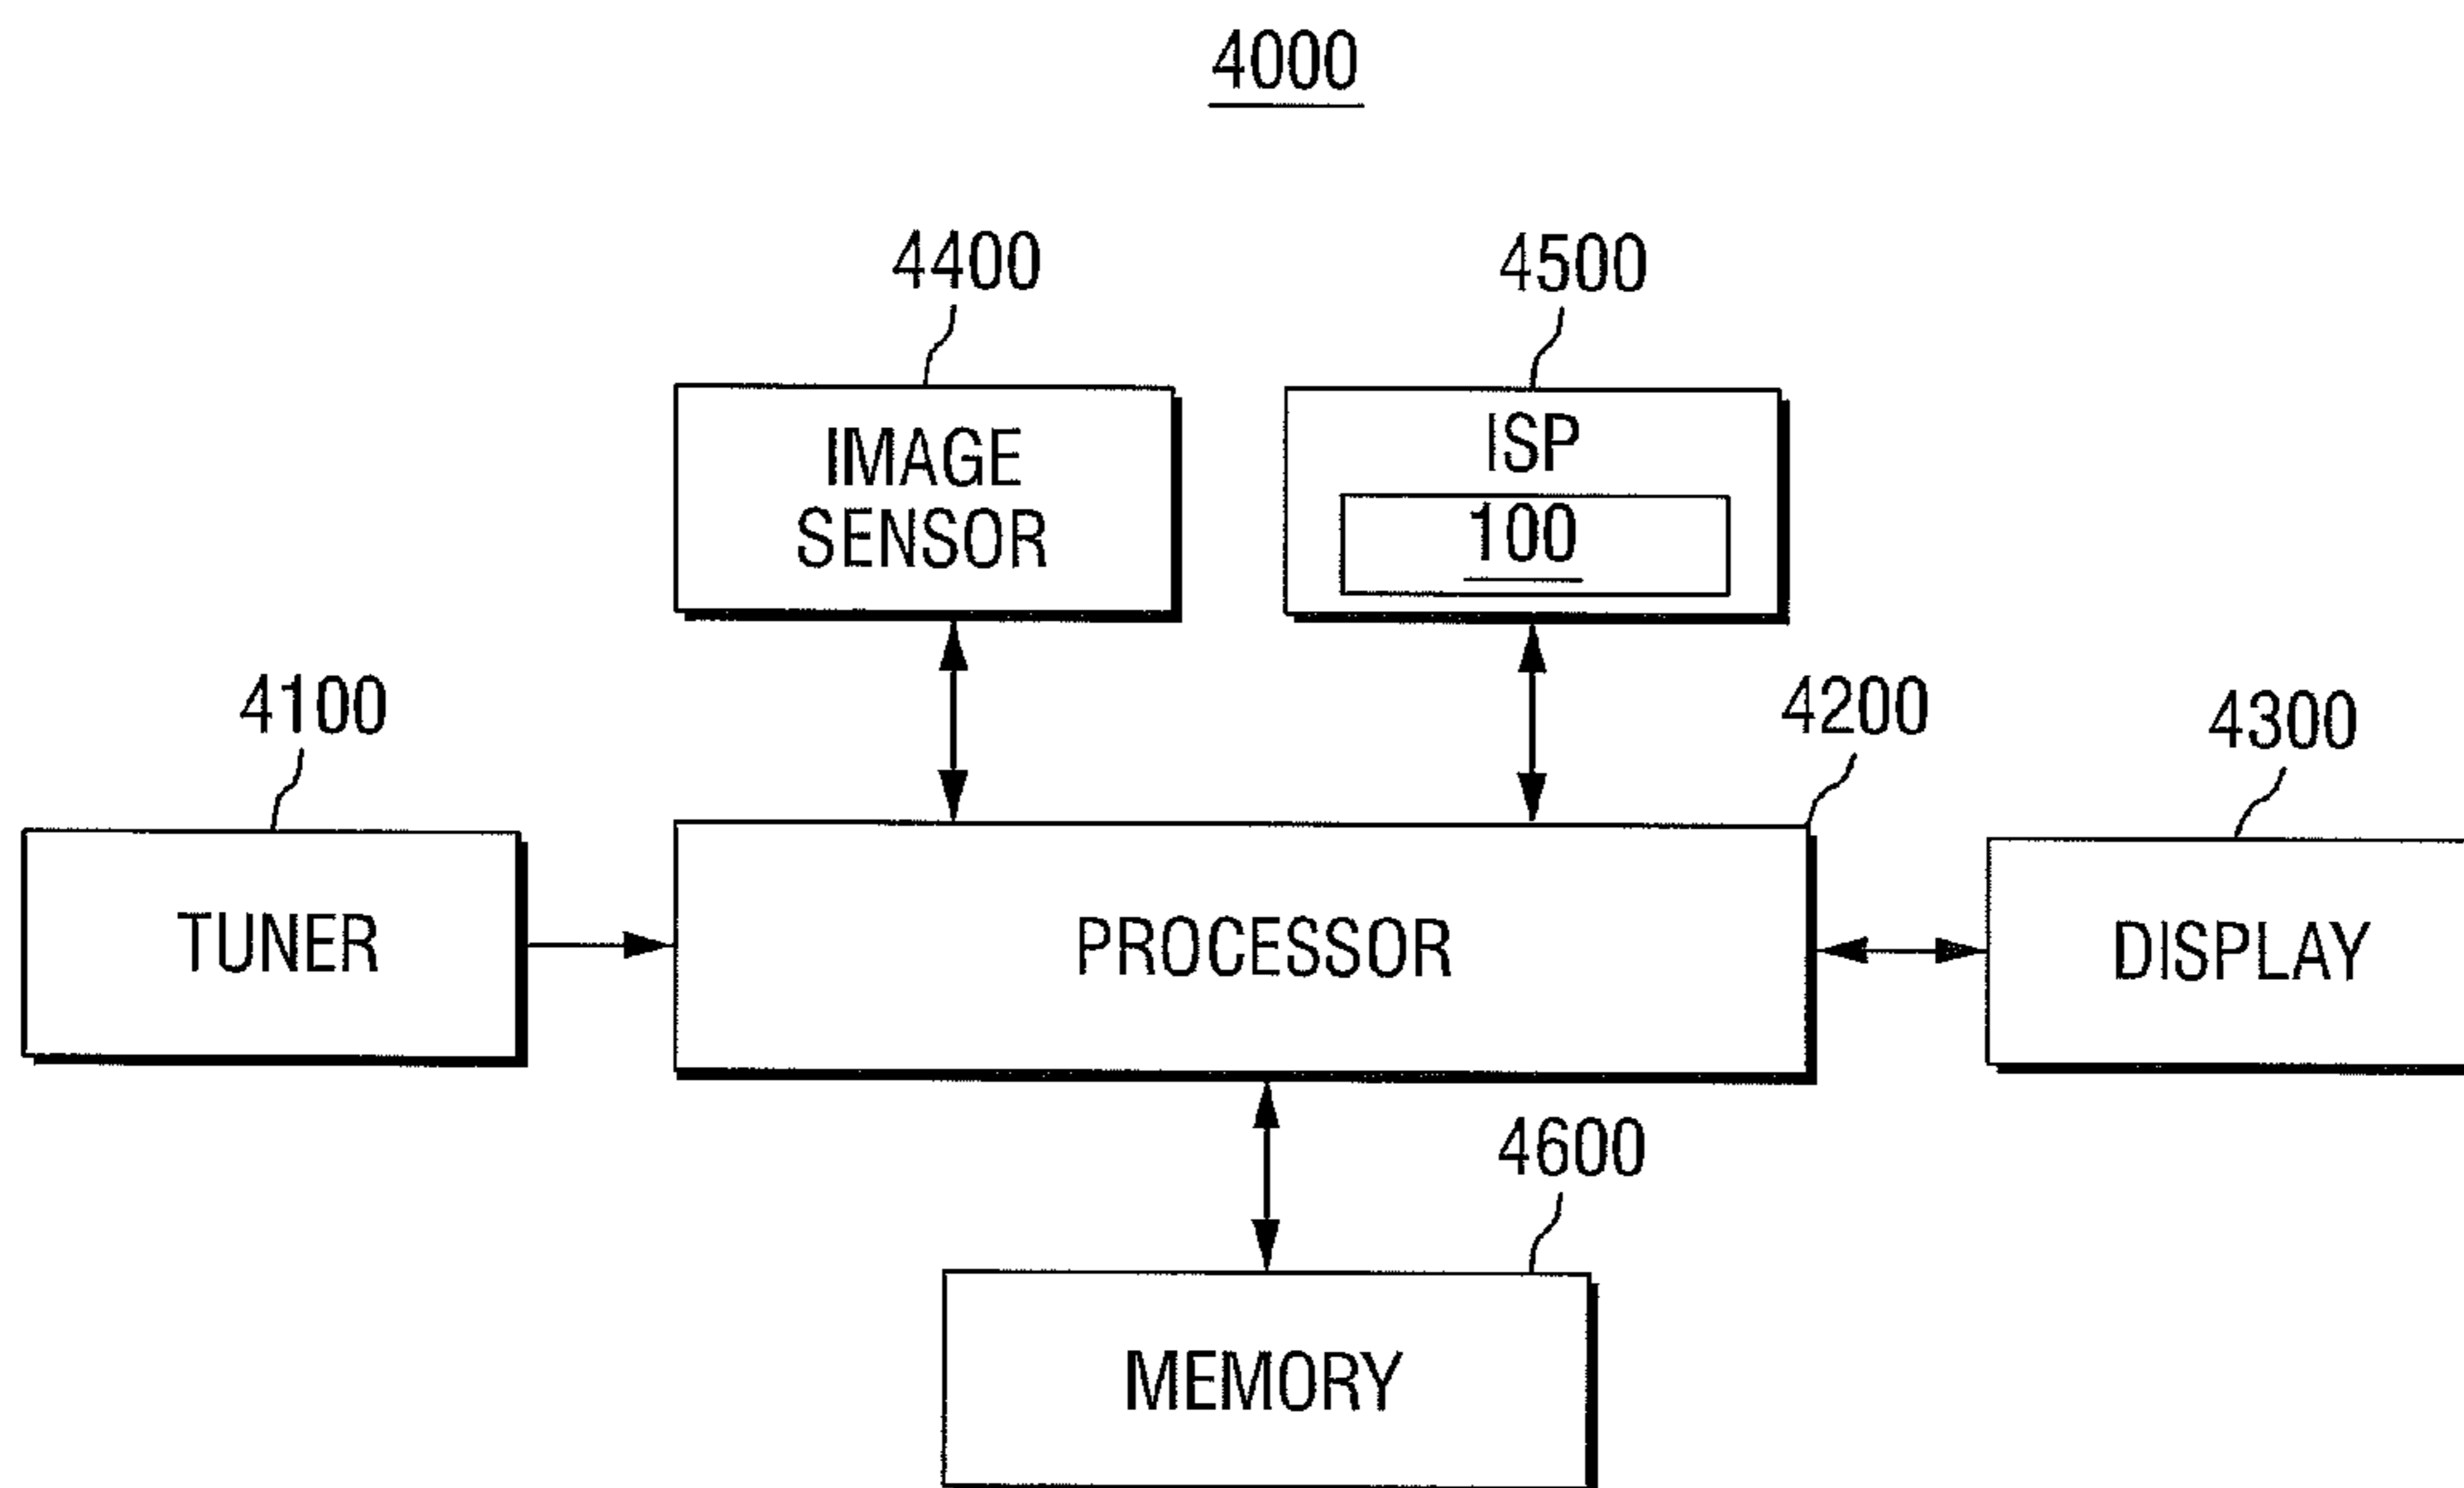 4000
4400
4500
IMAGE
SENSOR
ISP
100
4100
4200
4300
TUNER
PROCESSOR
DISPLAY
4600
MEMORY